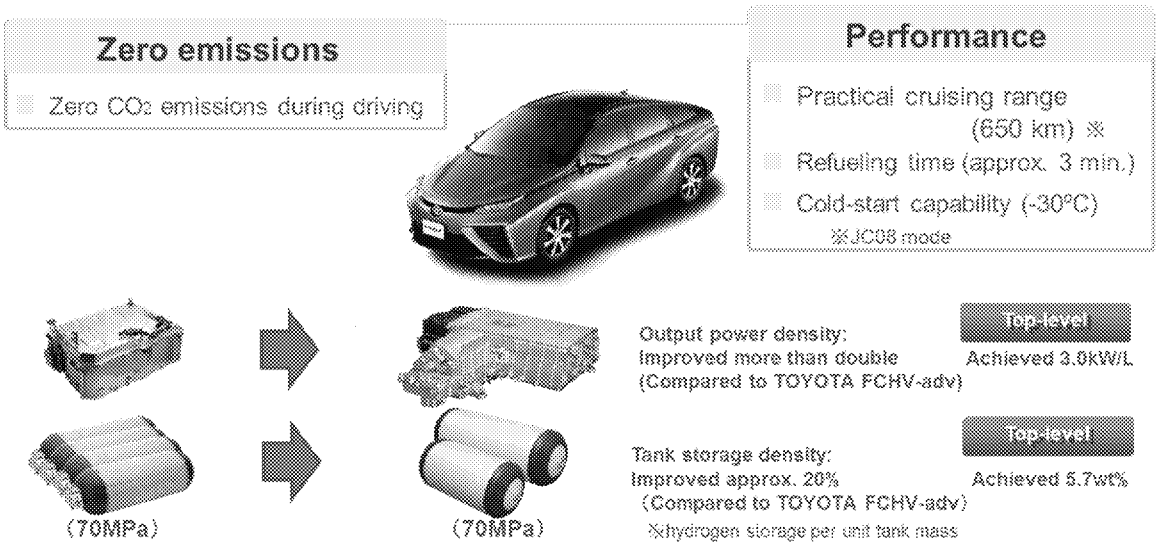 Zero emissions
Zero CO2 emissions during driving
Performance
Practical cruising range
(650 km) ※
Refueling time (approx. 3 min.)
Cold-start capability (-30ºC)
※JC08 mode
Output power density:
Improved more than double
(Compared to TOYOTA FCHV-adv)
Top-level
Achieved 3.0kW/L
Tank storage density:
Improved approx. 20%
(Compared to TOYOTA FCHV-adv)
※hydrogen storage per unit tank mass
Top-level
Achieved 5.7wt%
(70MPa)
(70MPa)